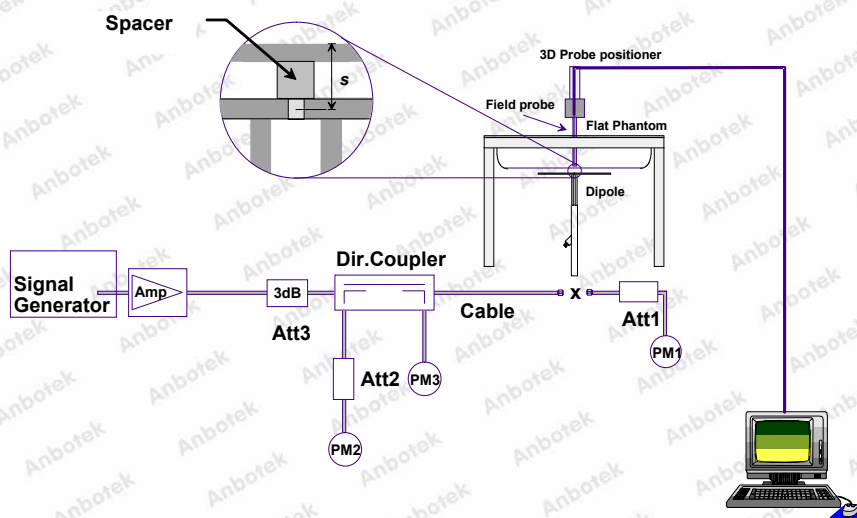 Spacer
s
3D Probe positioner
Field probe
Flat Phantom
Dipole
Dir.Coupler
Signal
Generator
Amp
3dB
Att3
Cable
x
Att1
PM1
Att2
PM3
PM2
Anbotek